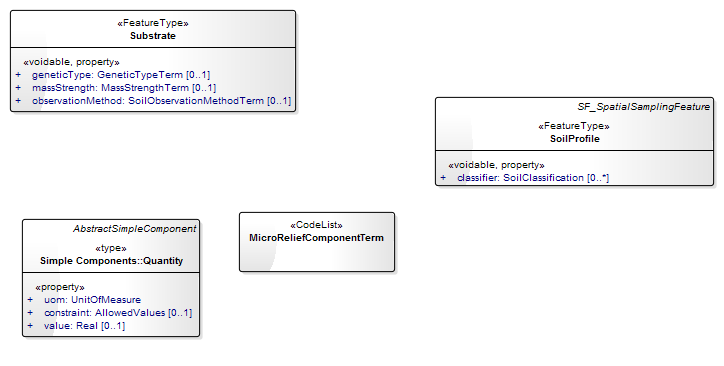 «FeatureType»
Substrate
«voidable, property»
+ geneticType: GeneticTypeTerm [0..1]
+ massStrength: MassStrengthTerm [0..1]
+ observationMethod: SoilObservationMethodTerm [0..1]
SF_SpatialSamplingFeature
«FeatureType»
SoilProfile
«voidable, property»
+ classifier: SoilClassification [0..*]
AbstractSimpleComponent
«type»
Simple Components::Quantity
«property»
+ uom: UnitOfMeasure
+ constraint: AllowedValues [0..1]
+ value: Real [0..1]
«CodeList»
MicroReliefComponentTerm